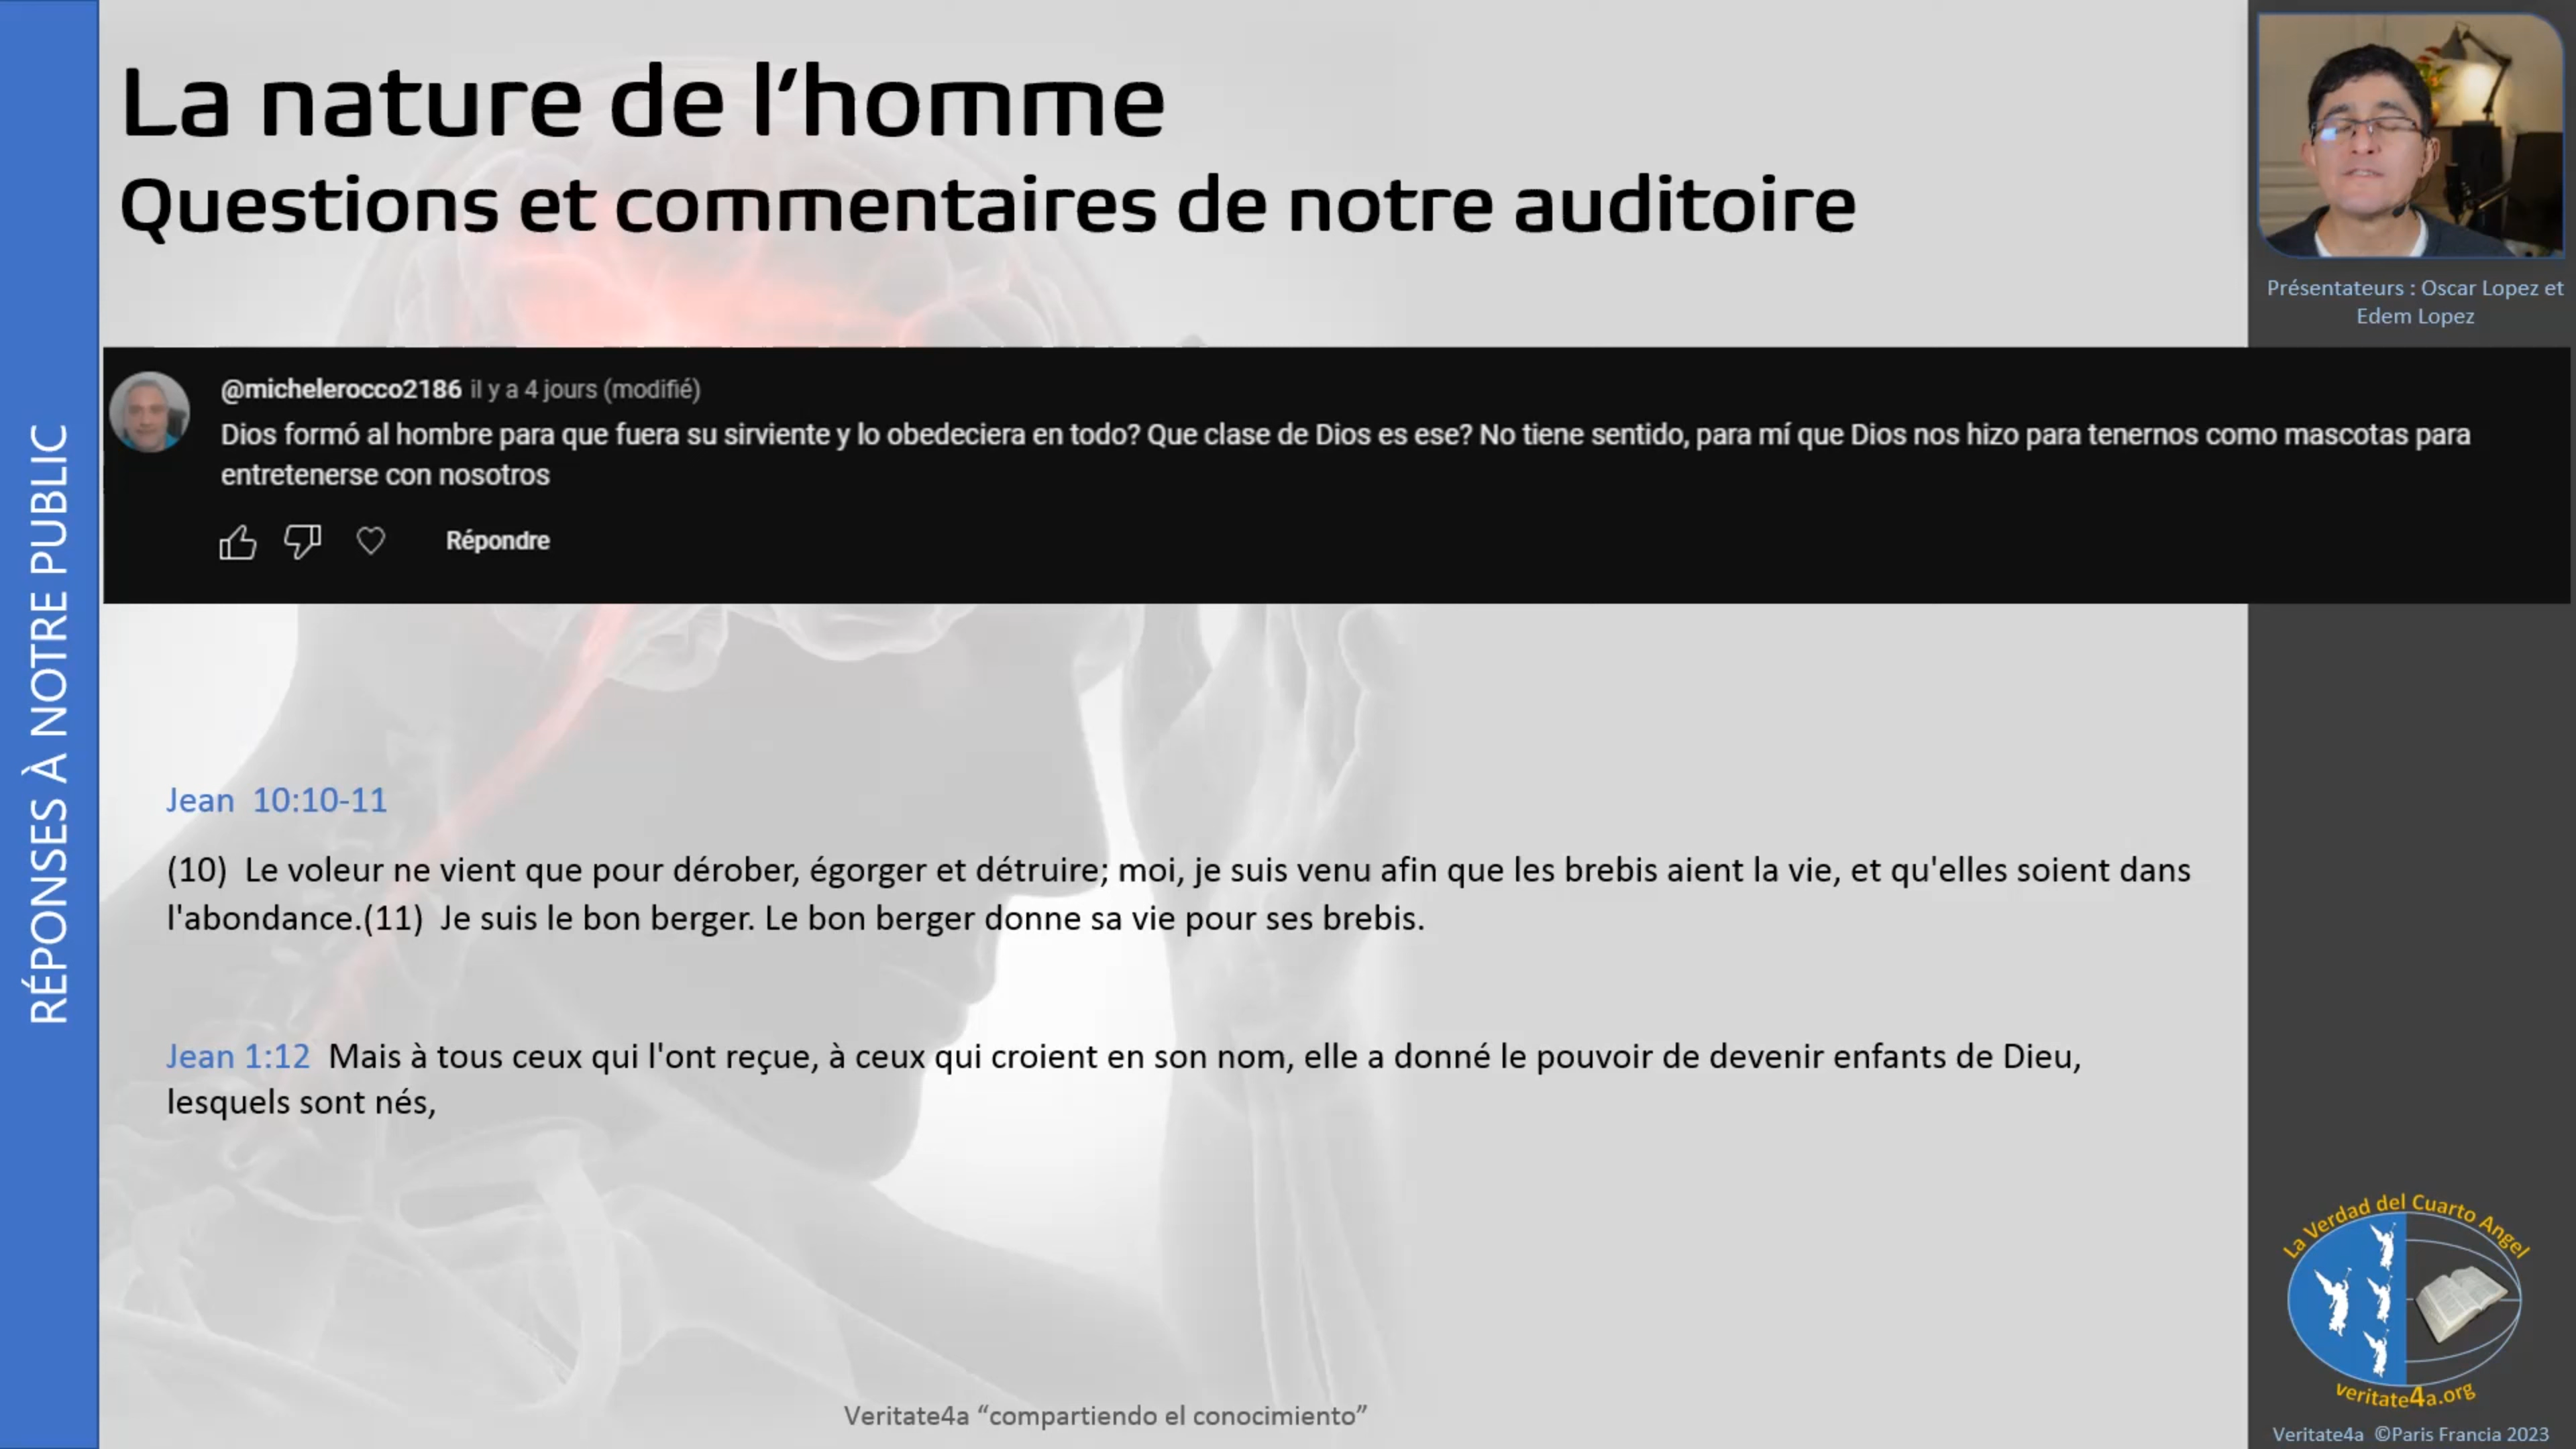 La nature de l’homme
Questions et commentaires de notre auditoire
Présentateurs : Oscar Lopez et
Edem Lopez
RÉPONSES À NOTRE PUBLIC
@michelerocco2186 il y a 4 jours (modifié)
Dios formó al hombre para que fuera su sirviente y lo obedeciera en todo? Que clase de Dios es ese? No tiene sentido, para mí que Dios nos hizo para tenernos como mascotas para
entretenerse con nosotros
Répondre
Jean 10:10-11
(10) Le voleur ne vient que pour dérober, égorger et détruire; moi, je suis venu afin que les brebis aient la vie, et qu'elles soient dans
l'abondance.(11) Je suis le bon berger. Le bon berger donne sa vie pour ses brebis.
Jean 1:12 Mais à tous ceux qui l'ont reçue, à ceux qui croient en son nom, elle a donné le pouvoir de devenir enfants de Dieu,
lesquels sont nés,
La Verdad del Cuarto Angel
veritate4a.org
Veritate4a “compartiendo el conocimiento”
Veritate4a ©Paris Francia 2023